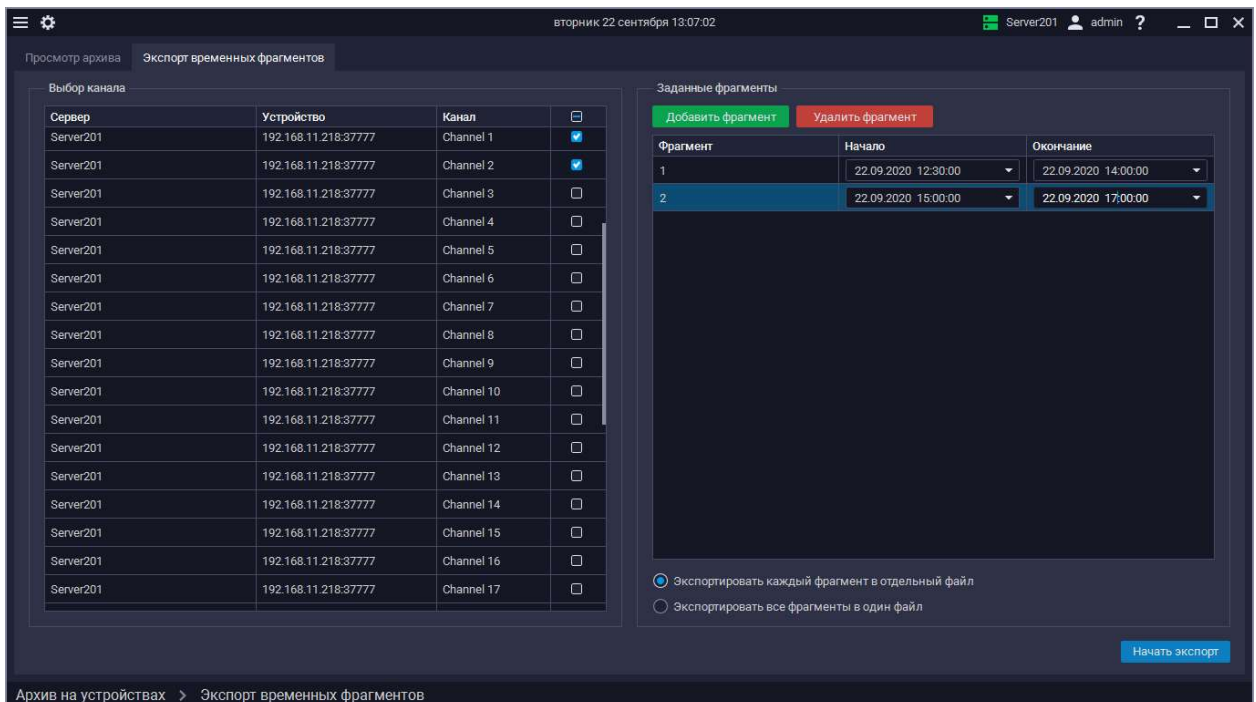 вторник 22 сентября 13:07:02 Server201 admin ?
Просмотр архива Экспорт временных фрагментов
Выбор канала
Сервер Устройство Канал
Server201 192.168.11.218:37777 Channel 1
Server201 192.168.11.218:37777 Channel 2
Server201 192.168.11.218:37777 Channel 3
Server201 192.168.11.218:37777 Channel 4
Server201 192.168.11.218:37777 Channel 5
Server201 192.168.11.218:37777 Channel 6
Server201 192.168.11.218:37777 Channel 7
Server201 192.168.11.218:37777 Channel 8
Server201 192.168.11.218:37777 Channel 9
Server201 192.168.11.218:37777 Channel 10
Server201 192.168.11.218:37777 Channel 11
Server201 192.168.11.218:37777 Channel 12
Server201 192.168.11.218:37777 Channel 13
Server201 192.168.11.218:37777 Channel 14
Server201 192.168.11.218:37777 Channel 15
Server201 192.168.11.218:37777 Channel 16
Server201 192.168.11.218:37777 Channel 17
Заданные фрагменты
Добавить фрагмент Удалить фрагмент
Фрагмент Начало Окончание
1 22.09.2020 12:30:00 22.09.2020 14:00:00
2 22.09.2020 15:00:00 22.09.2020 17:00:00
Экспортировать каждый фрагмент в отдельный файл
Экспортировать все фрагменты в один файл
Начать экспорт
Архив на устройствах > Экспорт временных фрагментов